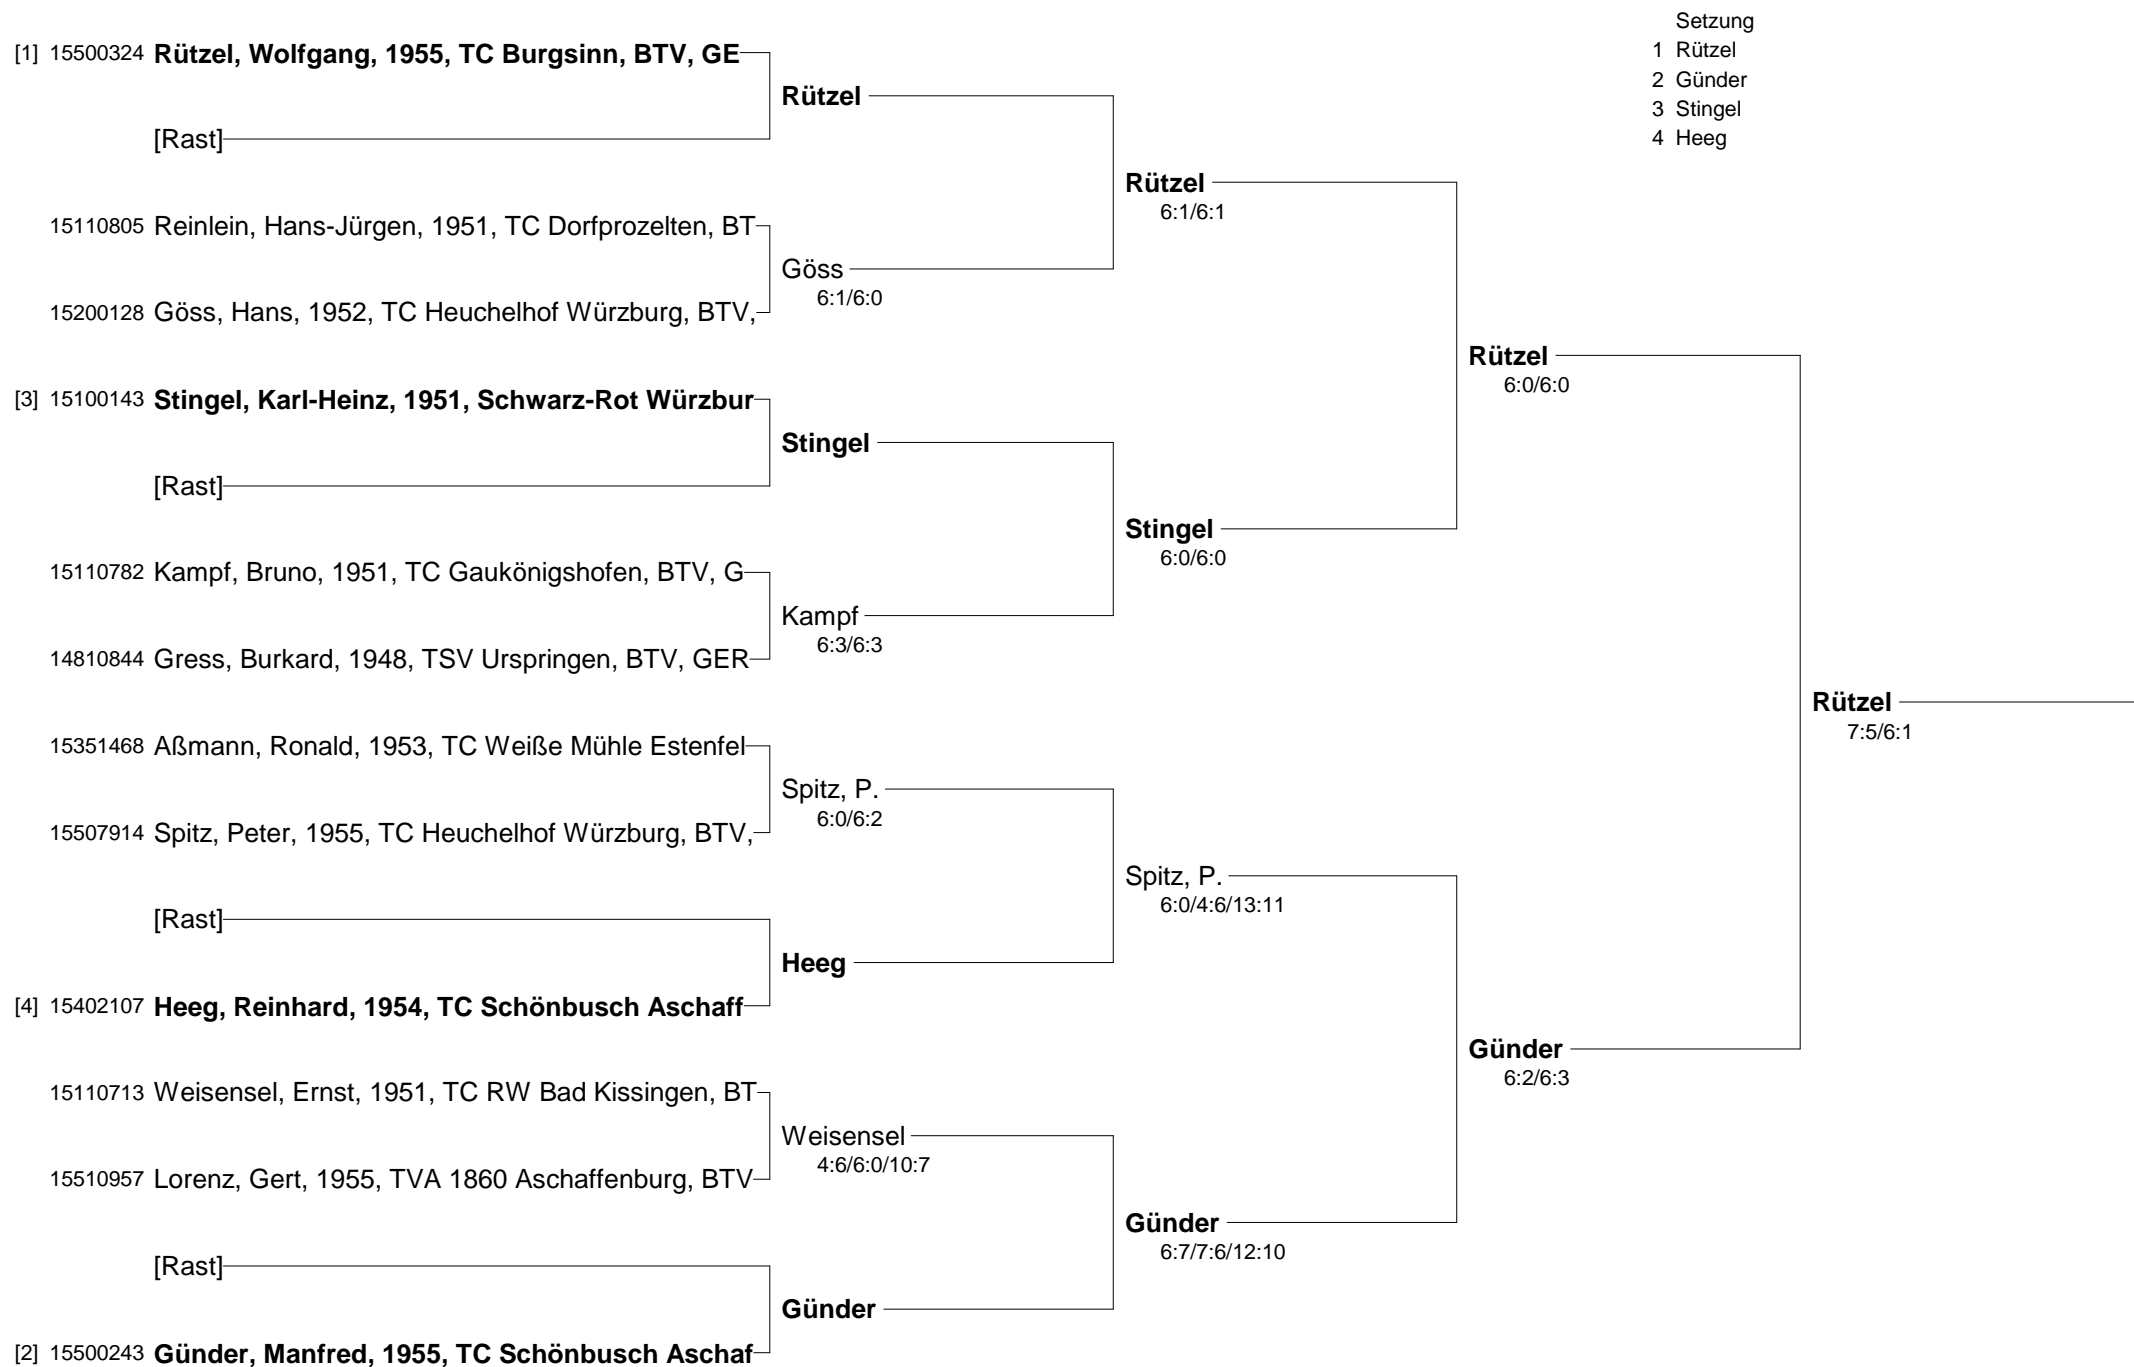 Setzung
1 Rützel
2 Günder
3 Stingel
4 Heeg
[1] 15500324 Rützel, Wolfgang, 1955, TC Burgsinn, BTV, GE
Rützel
[Rast]
Rützel
6:1/6:1
15110805 Reinlein, Hans-Jürgen, 1951, TC Dorfprozelten, BT
Göss
6:1/6:0
15200128 Göss, Hans, 1952, TC Heuchelhof Würzburg, BTV,
Rützel
6:0/6:0
[3] 15100143 Stingel, Karl-Heinz, 1951, Schwarz-Rot Würzbur
Stingel
[Rast]
Stingel
6:0/6:0
15110782 Kampf, Bruno, 1951, TC Gaukönigshofen, BTV, G
Kampf
6:3/6:3
14810844 Gress, Burkard, 1948, TSV Urspringen, BTV, GER
Rützel
7:5/6:1
15351468 Aßmann, Ronald, 1953, TC Weiße Mühle Estenfel
Spitz, P.
6:0/6:2
15507914 Spitz, Peter, 1955, TC Heuchelhof Würzburg, BTV,
Spitz, P.
6:0/4:6/13:11
[Rast]
Heeg
[4] 15402107 Heeg, Reinhard, 1954, TC Schönbusch Aschaff
Günder
6:2/6:3
15110713 Weisensel, Ernst, 1951, TC RW Bad Kissingen, BT
Weisensel
4:6/6:0/10:7
15510957 Lorenz, Gert, 1955, TVA 1860 Aschaffenburg, BTV
Günder
6:7/7:6/12:10
[Rast]
Günder
[2] 15500243 Günder, Manfred, 1955, TC Schönbusch Aschaf